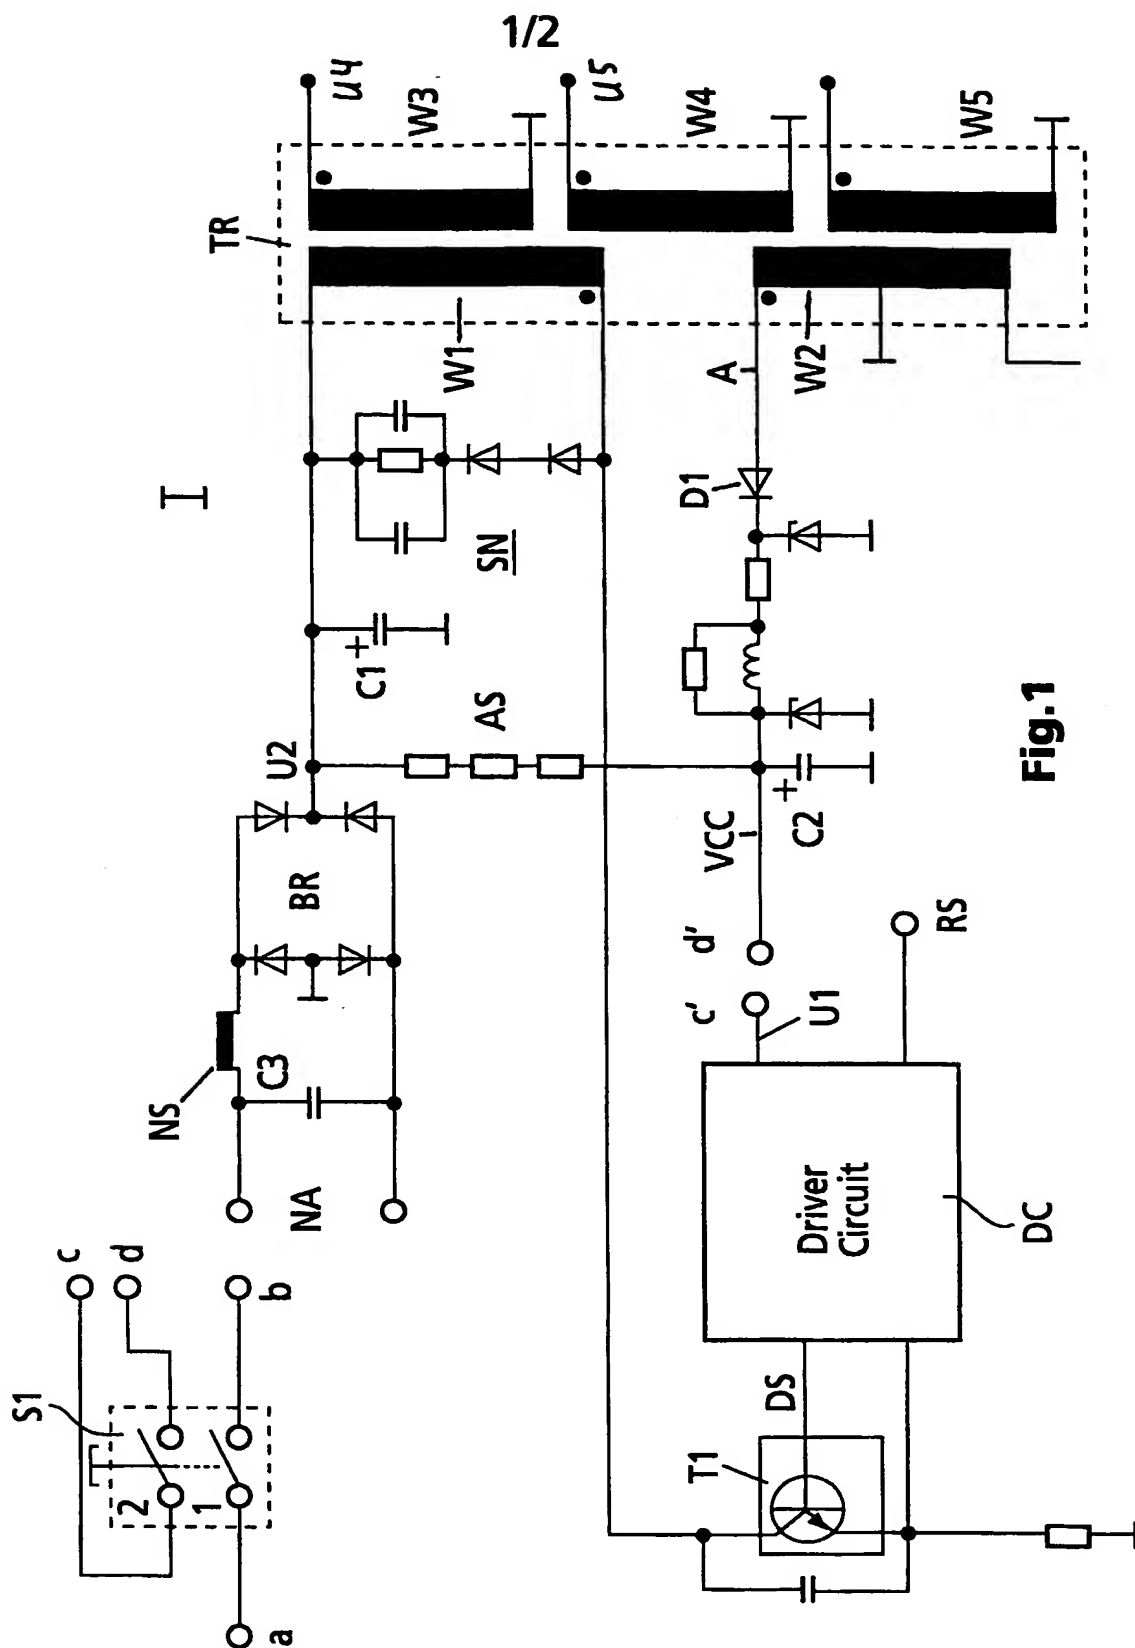 1/2
I
S1
2
1
a
c
d
b
NA
NS
C3
BR
U2
C1
+
AS
SN
TR
W1
W2
A
U4
W3
U5
W4
W5
D1
VCC
+
C2
d'
c'
U1
RS
T1
DS
Driver
Circuit
DC
Fig.1